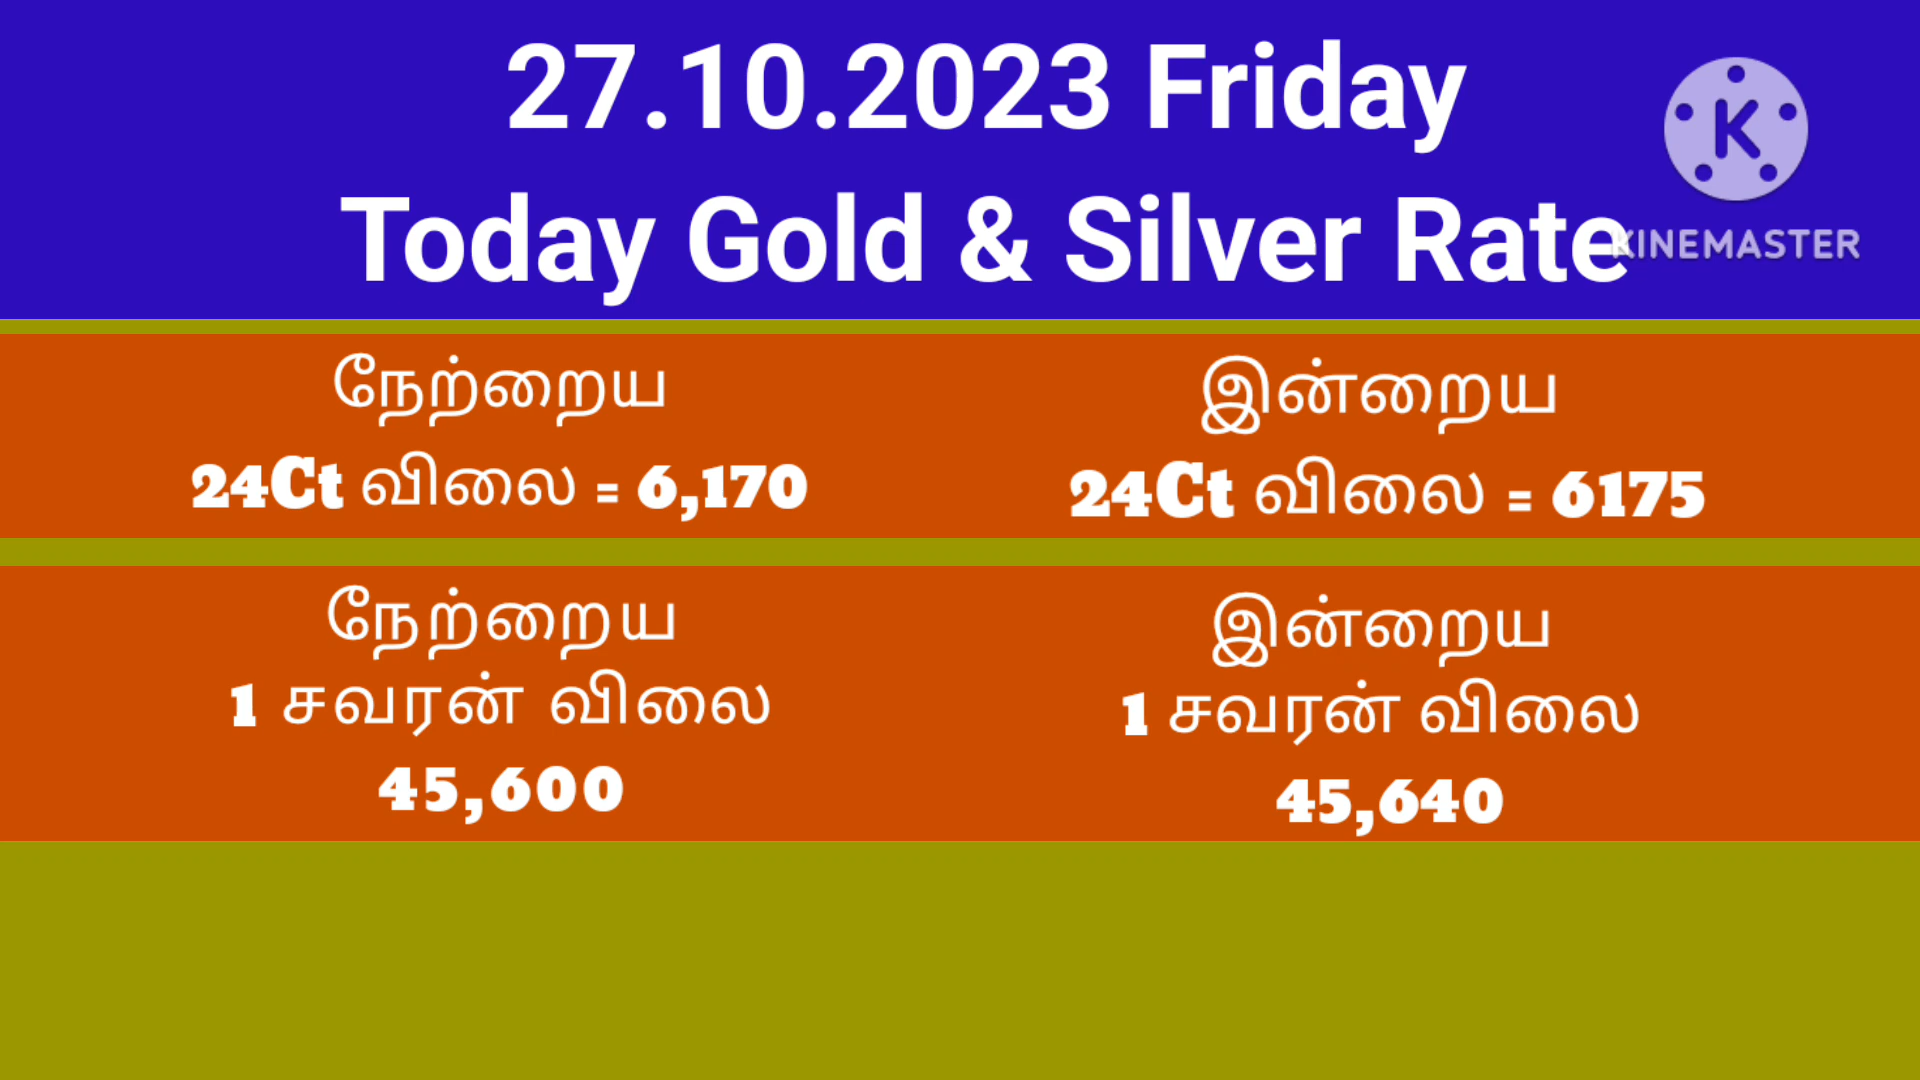 27.10.2023 Friday
Today Gold & Silver Rate
K
KINEMASTER
நேற்றைய
24Ct விலை = 6,170
இன்றைய
24Ct விலை = 6175
நேற்றைய
1 சவரன் விலை
45,600
இன்றைய
1 சவரன் விலை
45,640